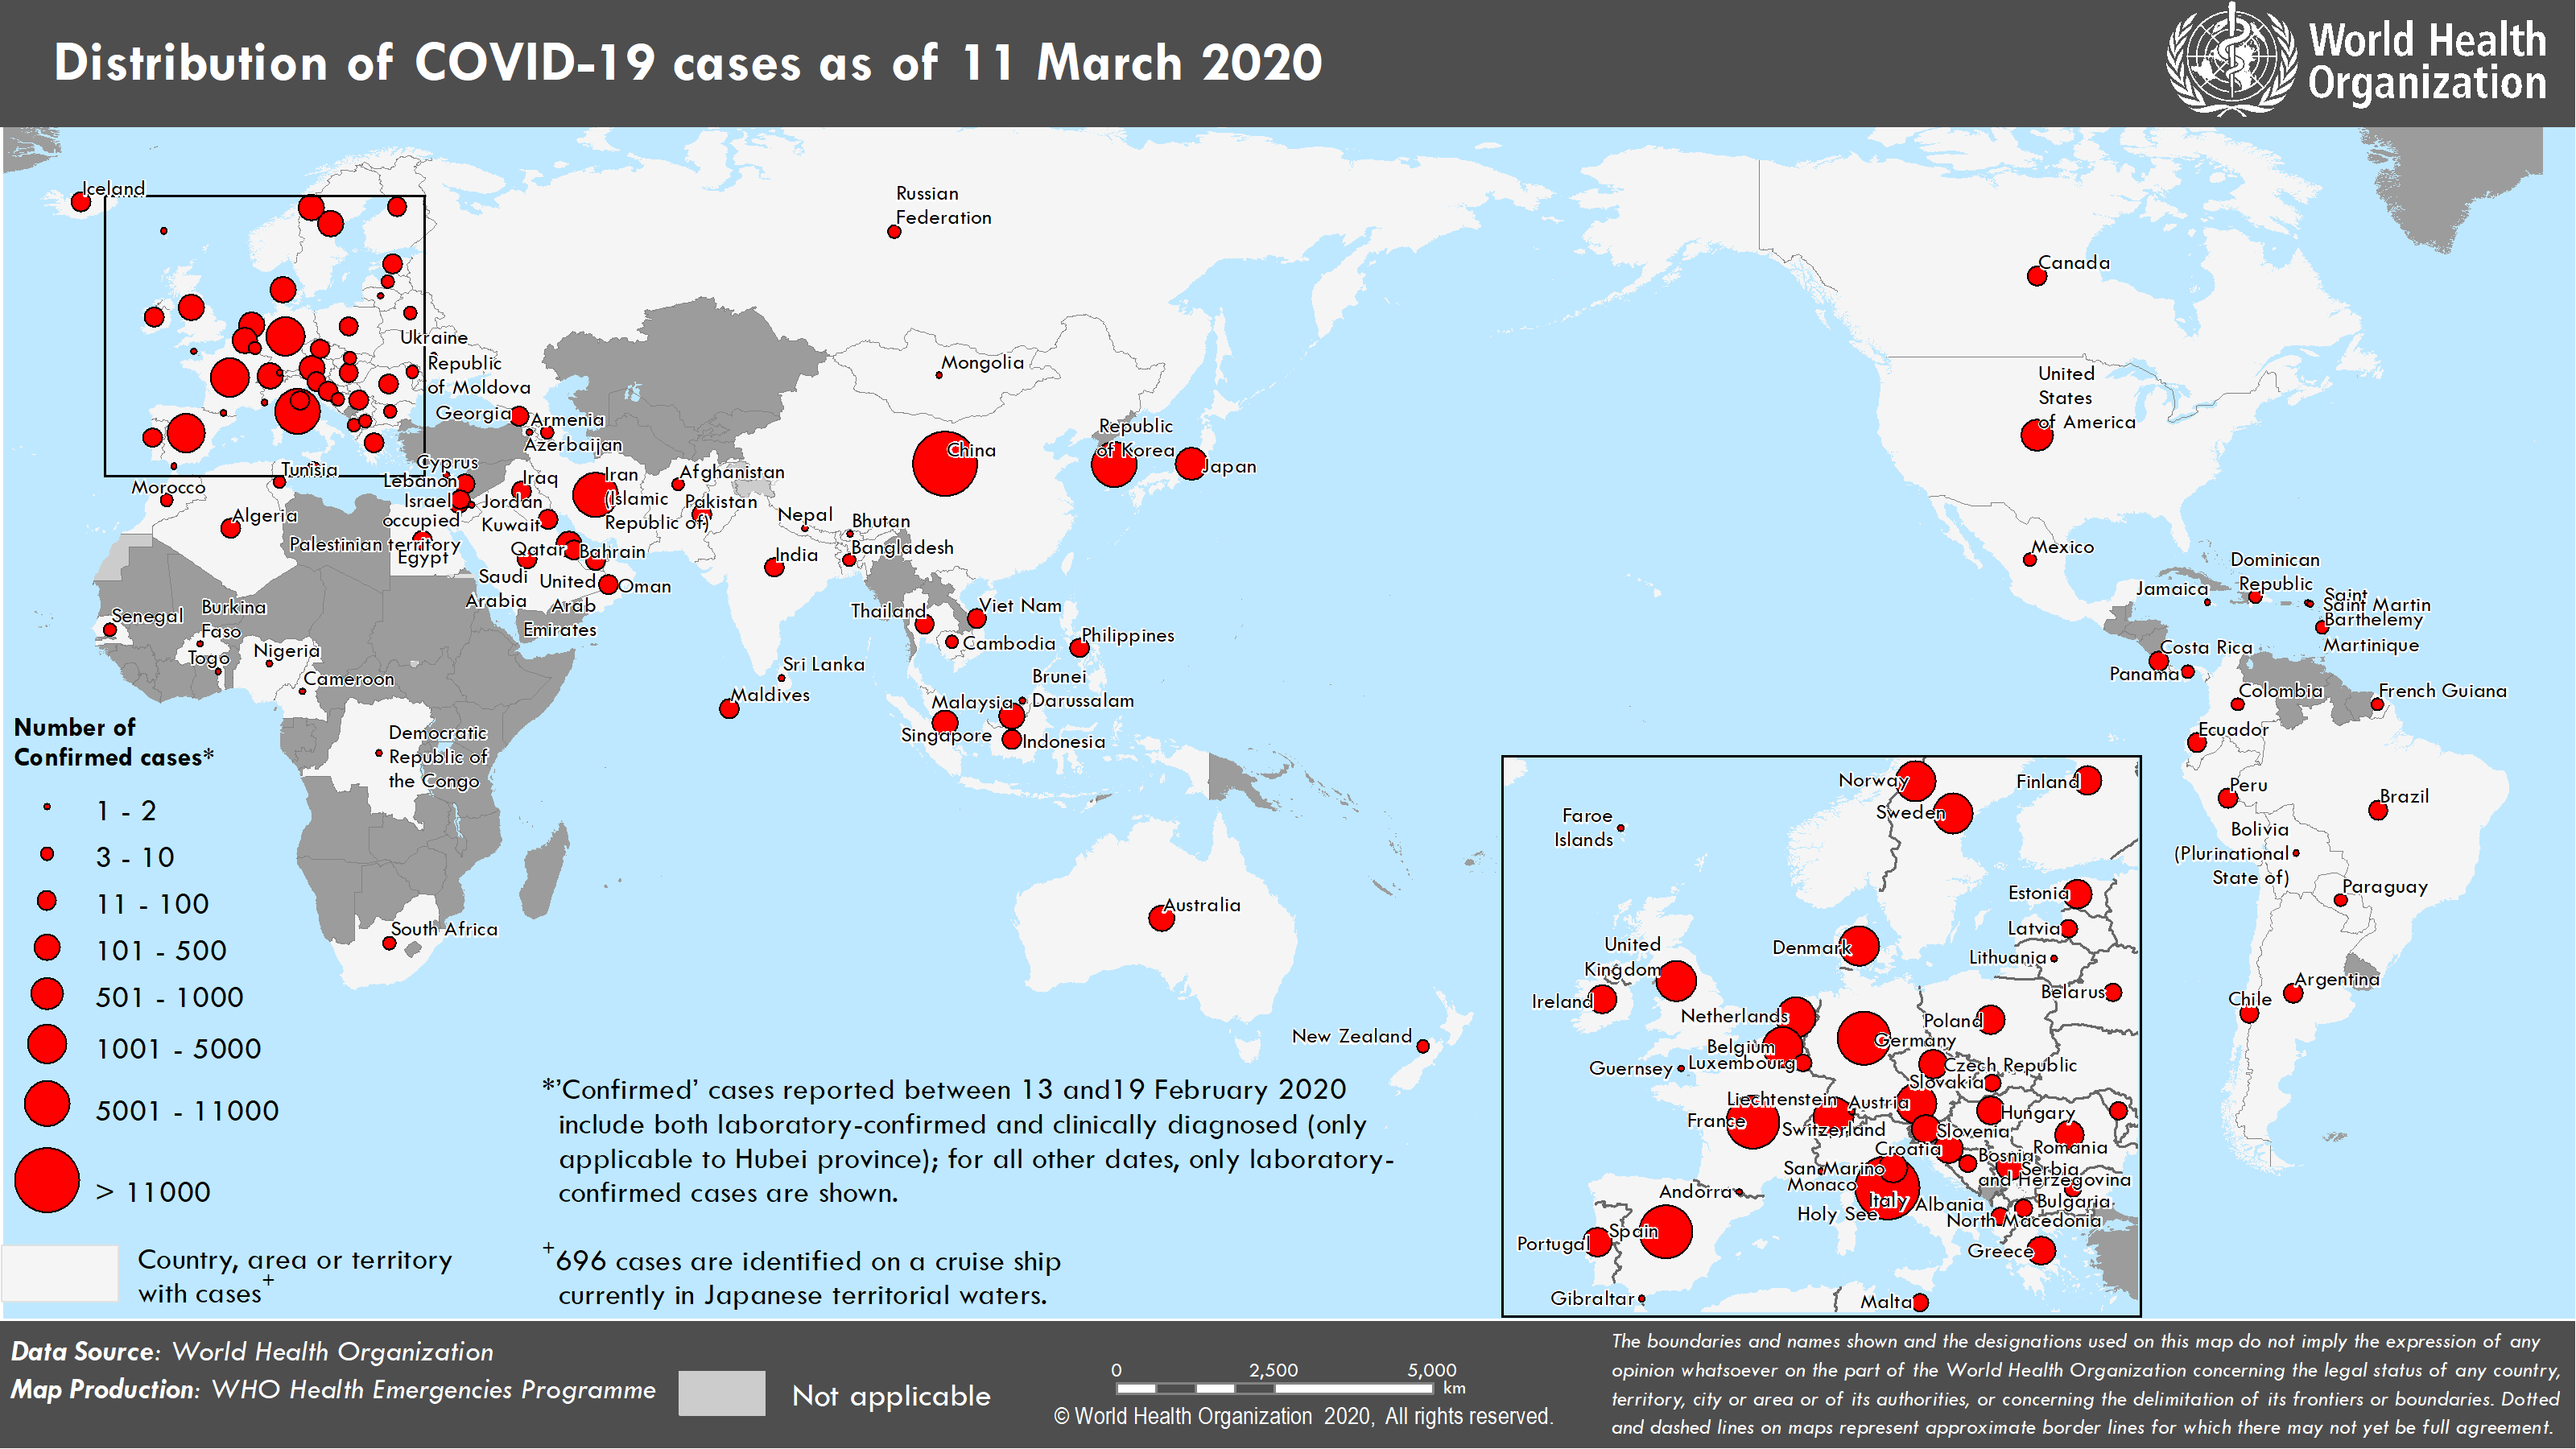 Distribution of COVID-19 cases as of 11 March 2020
World Health
Organization
Iceland
Russian
Federation
Canada
Ukraine
Republic
of Moldova
Georgia
Armenia
Azerbaijan
Mongolia
United
States
of America
Republic
of Korea
China
Japan
Cyprus
Tunisia
Lebanon
Morocco
Iraq
Iran
(Islamic
Republic of)
Afghanistan
Israel
Jordan
Pakistan
Algeria
occupied
Palestinian territory
Kuwait
Nepal
Bhutan
Egypt
Qatar
Bahrain
India
Bangladesh
Mexico
Saudi
Arabia
United
Arab
Emirates
Oman
Dominican
Republic
Jamaica
Saint
Saint Martin
Barthelemy
Martinique
Senegal
Burkina
Faso
Thailand
Viet Nam
Togo
Nigeria
Cambodia
Philippines
Costa Rica
Cameroon
Sri Lanka
Panama
Maldives
Brunei
Darussalam
Malaysia
Colombia
French Guiana
Singapore
Indonesia
Ecuador
Democratic
Republic of
the Congo
Peru
Brazil
Bolivia
(Plurinational
State of)
Paraguay
South Africa
Australia
Argentina
Chile
New Zealand
Number of
Confirmed cases*
1 - 2
3 - 10
11 - 100
101 - 500
501 - 1000
1001 - 5000
5001 - 11000
> 11000
Country, area or territory
with cases+
*'Confirmed' cases reported between 13 and19 February 2020
include both laboratory-confirmed and clinically diagnosed (only
applicable to Hubei province); for all other dates, only laboratory-
confirmed cases are shown.
+696 cases are identified on a cruise ship
currently in Japanese territorial waters.
Norway
Finland
Sweden
Faroe
Islands
Estonia
Latvia
United
Kingdom
Denmark
Lithuania
Ireland
Belarus
Netherlands
Poland
Belgium
Germany
Guernsey
Luxembourg
Czech Republic
Slovakia
Liechtenstein
Austria
France
Switzerland
Hungary
Slovenia
Croatia
Romania
San Marino
Bosnia
and Herzegovina
Serbia
Monaco
Andorra
Italy
Albania
Bulgaria
Holy See
North Macedonia
Portugal
Spain
Greece
Gibraltar
Malta
Data Source: World Health Organization
Map Production: WHO Health Emergencies Programme
Not applicable
0 2,500 5,000
km
© World Health Organization 2020, All rights reserved.
The boundaries and names shown and the designations used on this map do not imply the expression of any
opinion whatsoever on the part of the World Health Organization concerning the legal status of any country,
territory, city or area or of its authorities, or concerning the delimitation of its frontiers or boundaries. Dotted
and dashed lines on maps represent approximate border lines for which there may not yet be full agreement.